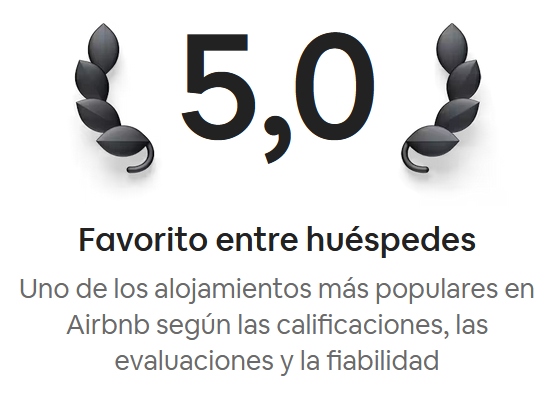 5,0
Favorito entre huéspedes
Uno de los alojamientos más populares en
Airbnb según las calificaciones, las
evaluaciones y la fiabilidad